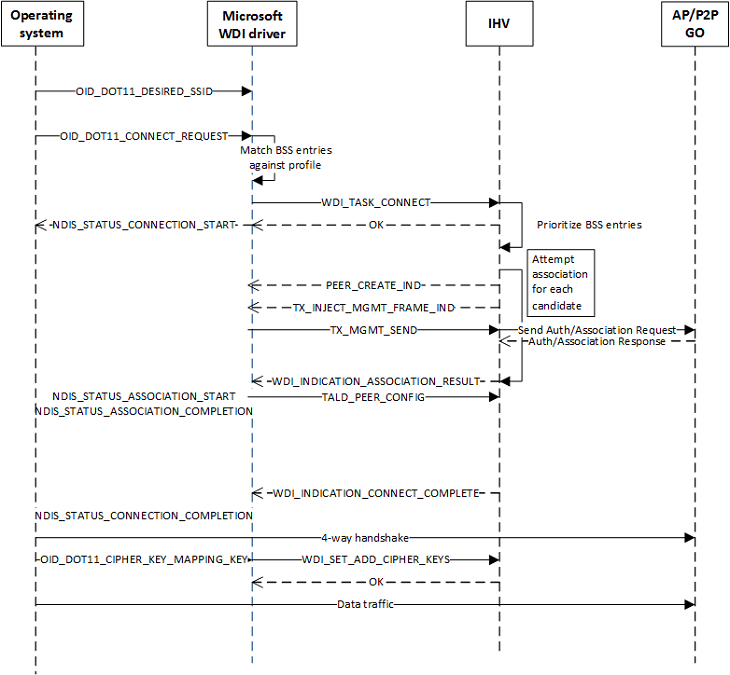 Operating
system
Microsoft
WDI driver
IHV
AP/P2P
GO
OID_DOT11_DESIRED_SSID
OID_DOT11_CONNECT_REQUEST
Match BSS entries
against profile
WDI_TASK_CONNECT
NDIS_STATUS_CONNECTION_START
OK
Prioritize BSS entries
Attempt
association
for each
candidate
PEER_CREATE_IND
TX_INJECT_MGMT_FRAME_IND
TX_MGMT_SEND
Send Auth/Association Request
Auth/Association Response
WDI_INDICATION_ASSOCIATION_RESULT
NDIS_STATUS_ASSOCIATION_START
TALD_PEER_CONFIG
NDIS_STATUS_ASSOCIATION_COMPLETION
WDI_INDICATION_CONNECT_COMPLETE
NDIS_STATUS_CONNECTION_COMPLETION
4-way handshake
OID_DOT11_CIPHER_KEY_MAPPING_KEY
WDI_SET_ADD_CIPHER_KEYS
OK
Data traffic